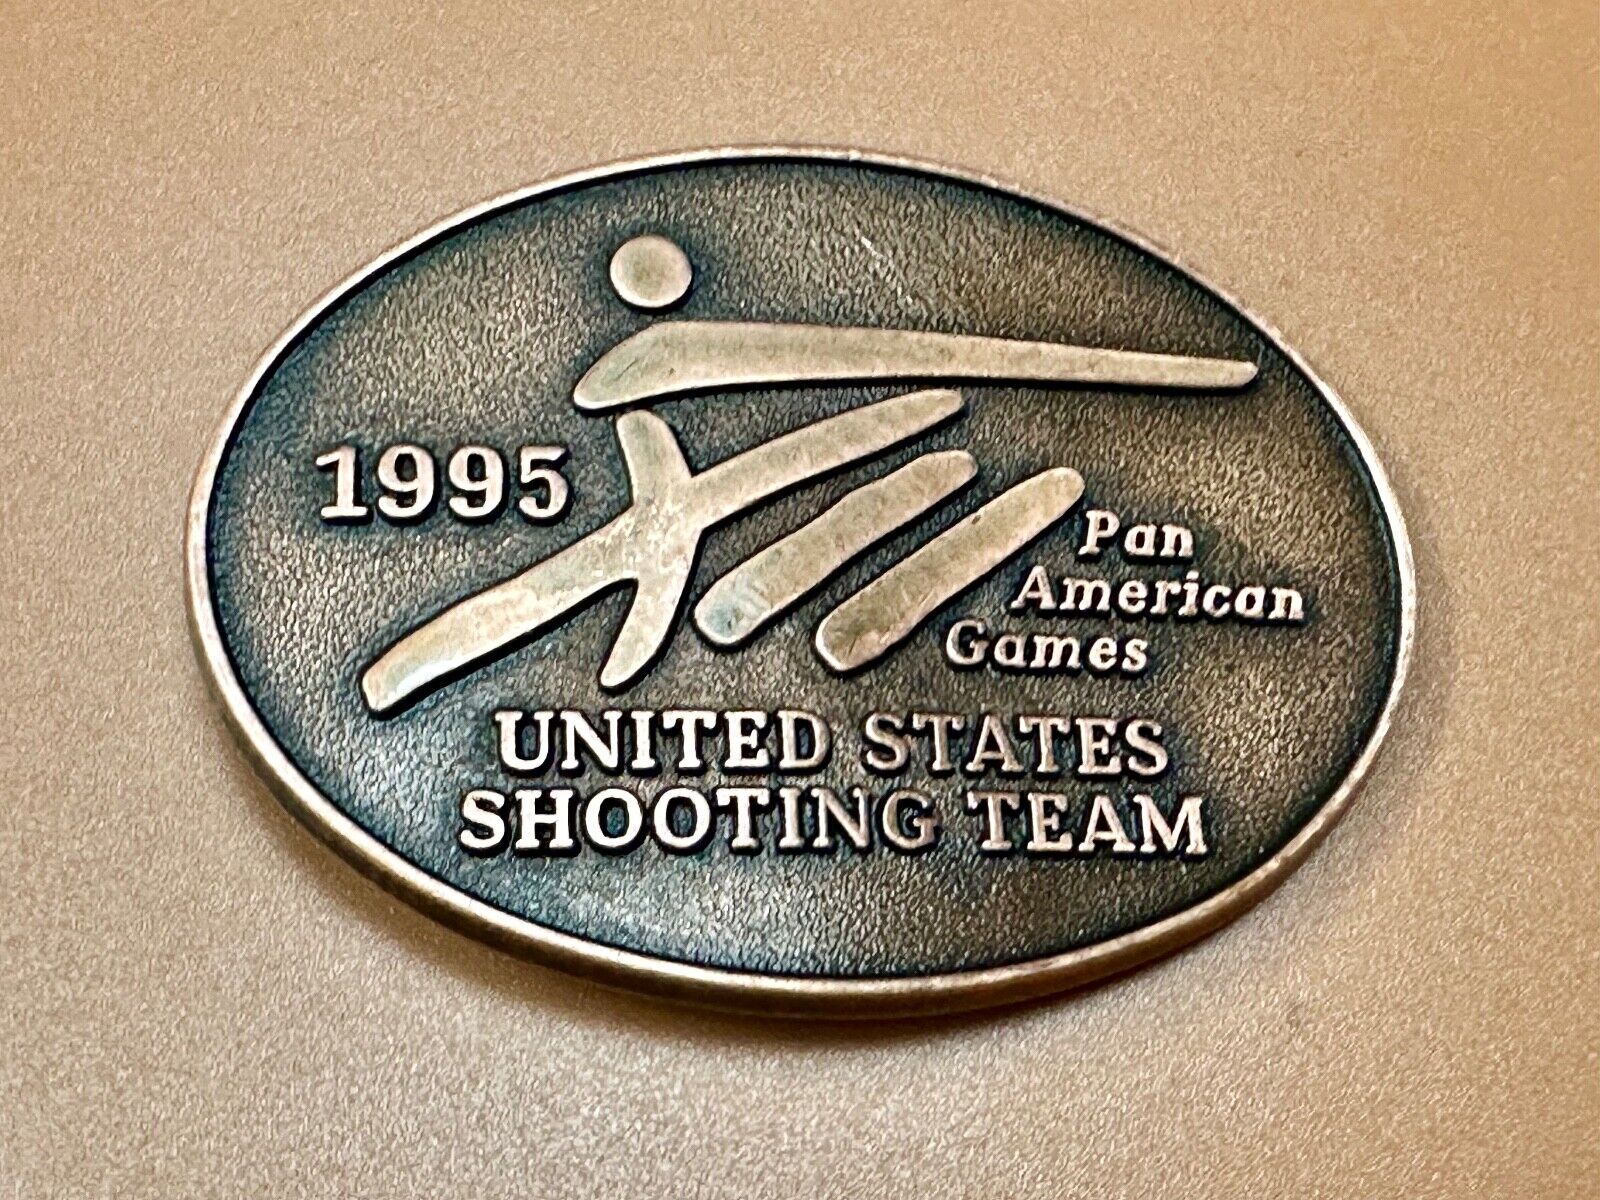 1995
Pan
American
Games
UNITED STATES
SHOOTING TEAM